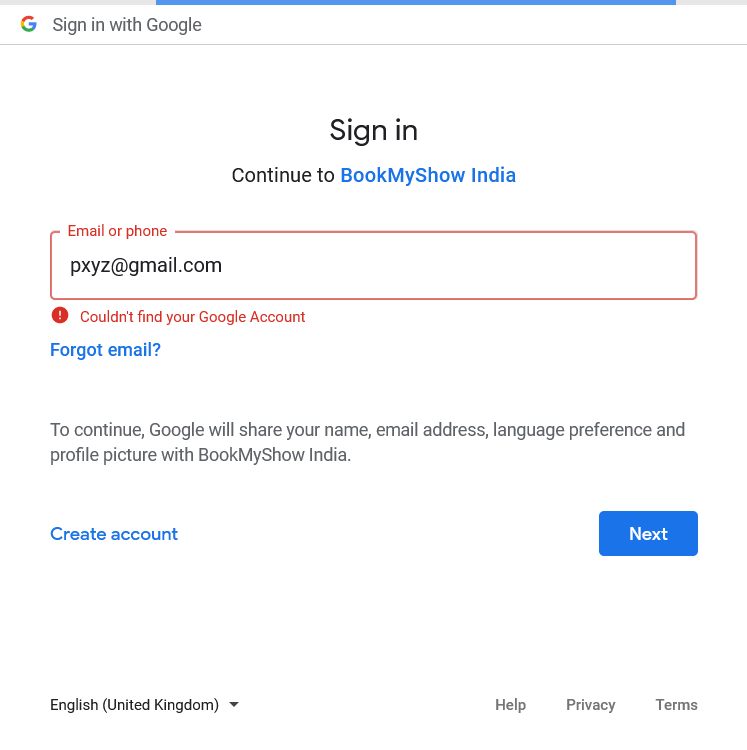 Sign in with Google
Sign in
Continue to BookMyShow India
Email or phone
pxyz@gmail.com
Couldn't find your Google Account
Forgot email?
To continue, Google will share your name, email address, language preference and
profile picture with BookMyShow India.
Create account
Next
English (United Kingdom)
Help Privacy Terms